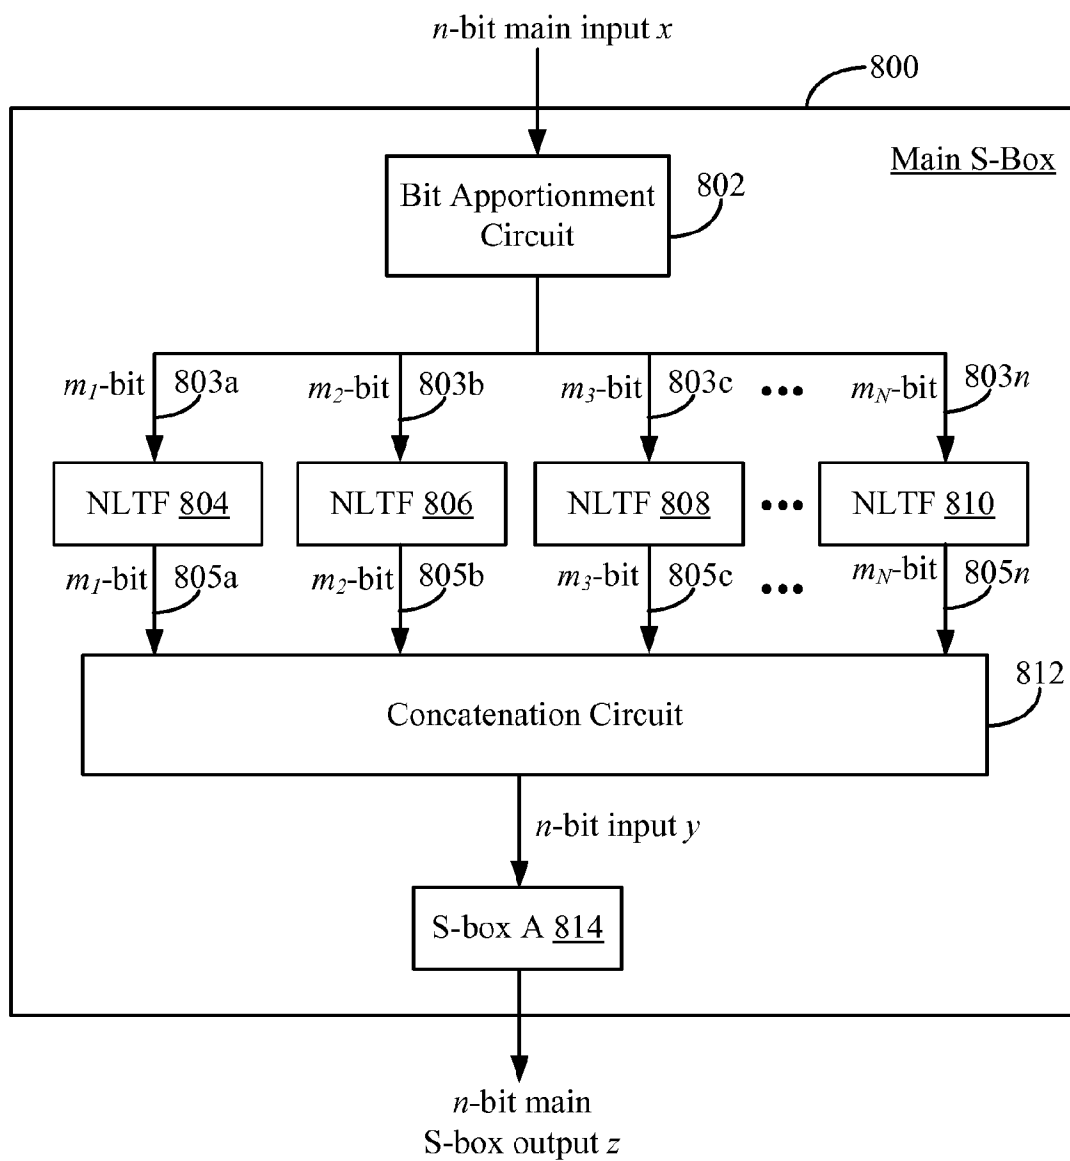 n-bit main input x
800
Main S-Box
Bit Apportionment
Circuit
802
m1-bit 803a m2-bit 803b m3-bit 803c ••• mN-bit 803n
NLTF 804 NLTF 806 NLTF 808 ••• NLTF 810
m1-bit 805a m2-bit 805b m3-bit 805c ••• mN-bit 805n
812
Concatenation Circuit
n-bit input y
S-box A 814
n-bit main
S-box output z